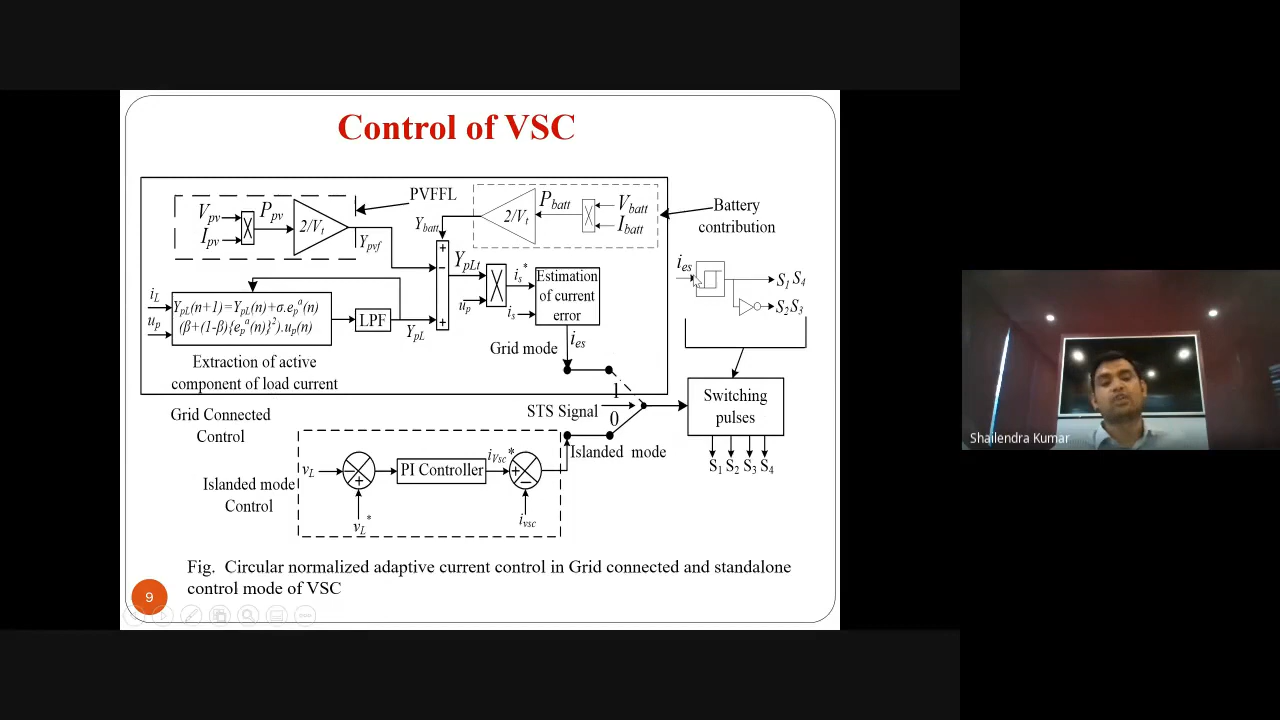 Control of VSC
PVFFL
Vpv
Ipv
Ppv
2/Vt
Ypvf
Ybatt
2/Vt
Pbatt
Vbatt
Ibatt
Battery
contribution
iL
up
YpL(n+1)=YpL(n)+σ.epa(n)
(β+(1-β){epa(n)}2).up(n)
LPF
YpL
+
−
+
YpLt
up
is*
is
Estimation
of current
error
ies
Grid mode
Extraction of active
component of load current
Grid Connected
Control
ies
S1 S4
S2S3
1
STS Signal
0
Islanded mode
Switching
pulses
S1 S2 S3 S4
Islanded mode
Control
vL
−
+
vL*
PI Controller
iVsc*
+
−
ivsc
Fig. Circular normalized adaptive current control in Grid connected and standalone
control mode of VSC
9
Shailendra Kumar